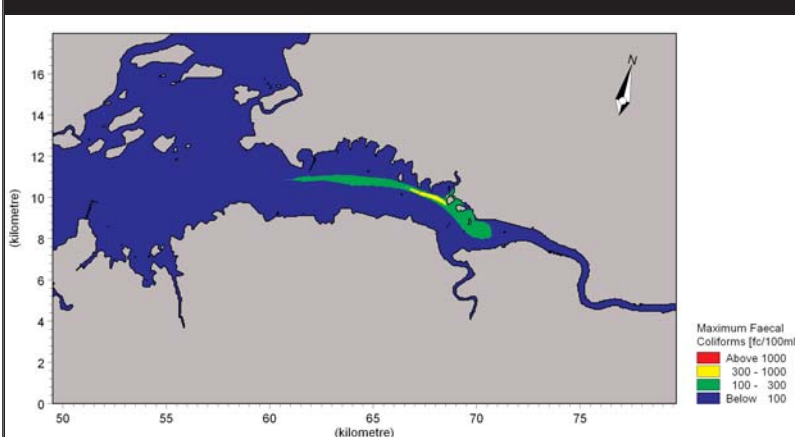 N
16
14
12
10
8
6
4
2
0
(kilometre)
50 55 60 65 70 75
(kilometre)
Maximum Faecal
Coliforms [fc/100ml
Above 1000
300 - 1000
100 - 300
Below 100